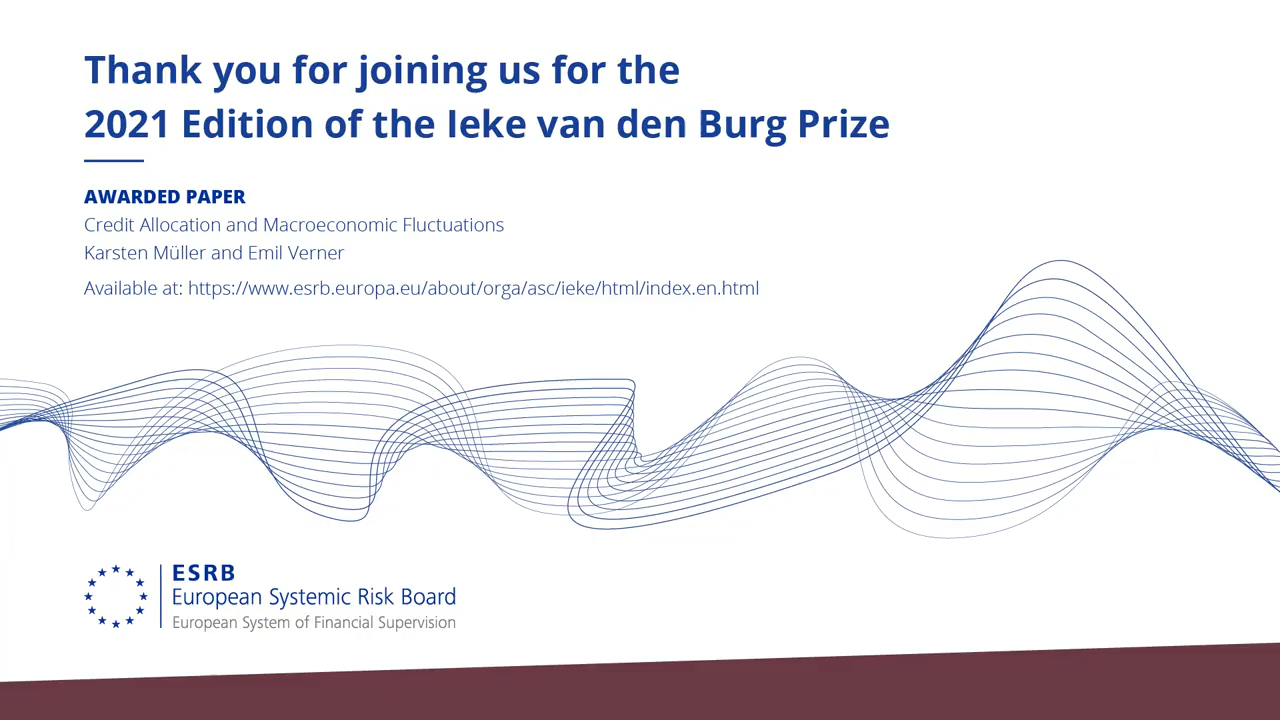 Thank you for joining us for the
2021 Edition of the Ieke van den Burg Prize
AWARDED PAPER
Credit Allocation and Macroeconomic Fluctuations
Karsten Müller and Emil Verner
Available at: https://www.esrb.europa.eu/about/orga/asc/ieke/html/index.en.html
ESRB
European Systemic Risk Board
European System of Financial Supervision